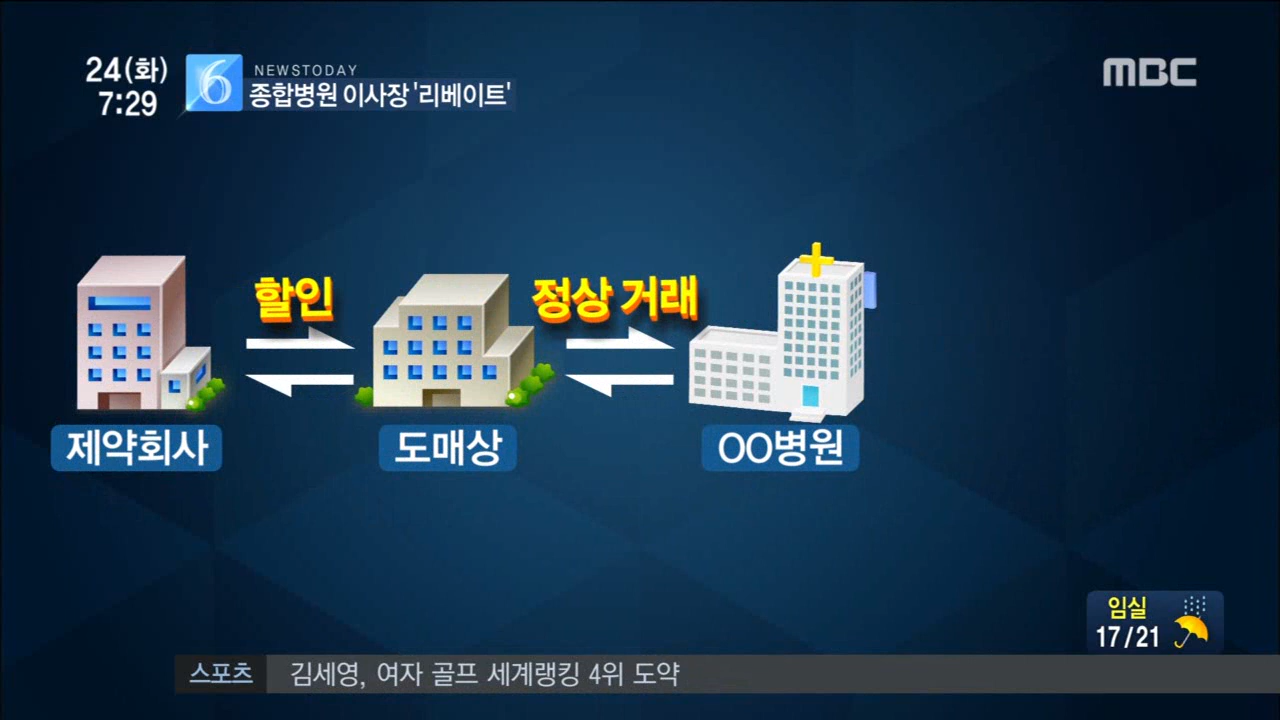 24(화)
7:29
6
NEWSTODAY
종합병원 이사장 '리베이트'
MBC
할인
정상 거래
제약회사
도매상
OO병원
임실
17/21
스포츠 김세영, 여자 골프 세계랭킹 4위 도약